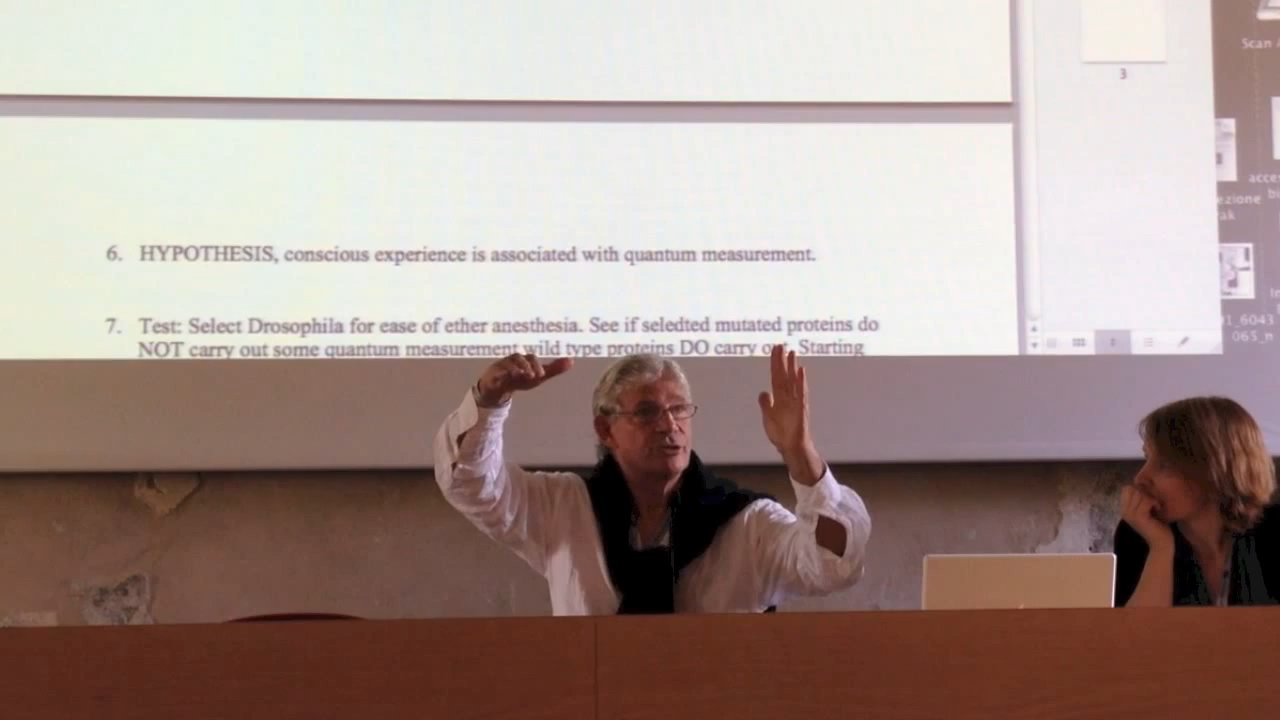 3
Scan
6. HYPOTHESIS, conscious experience is associated with quantum measurement.
7. Test: Select Drosophila for ease of ether anesthesia. See if seledted mutated proteins do
NOT carry out some quantum measurement wild type proteins DO carry out. Starting